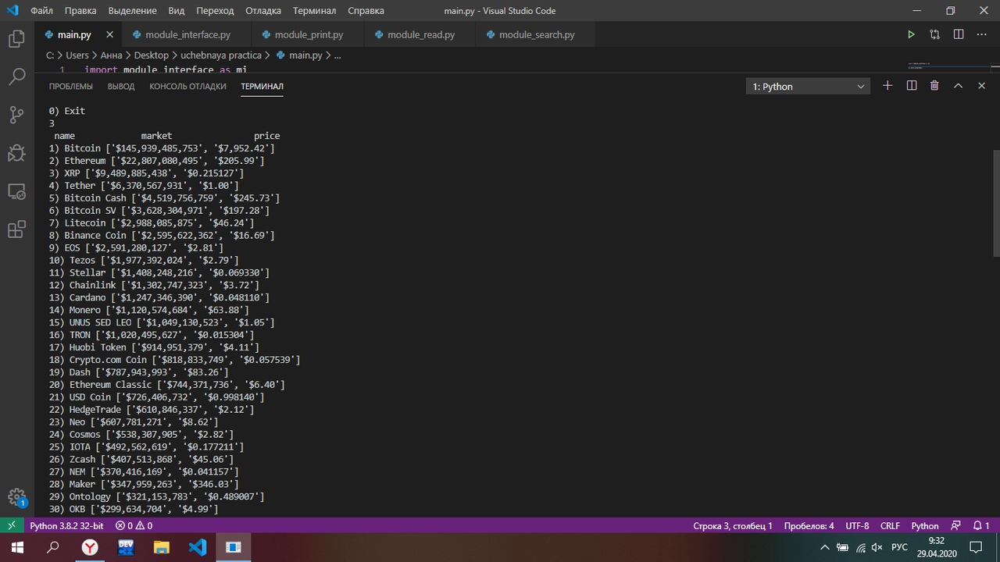 Файл Правка Выделение Вид Переход Отладка Терминал Справка main.py - Visual Studio Code
main.py module_interface.py module_print.py module_read.py module_search.py
C: > Users > Анна > Desktop > uchebnaya practica > main.py > ...
1 import module_interface as mi
ПРОБЛЕМЫ ВЫВОД КОНСОЛЬ ОТЛАДКИ ТЕРМИНАЛ 1: Python
0) Exit
3
name market price
1) Bitcoin ['$145,939,485,753', '$7,952.42']
2) Ethereum ['$22,807,080,495', '$205.99']
3) XRP ['$9,489,885,438', '$0.215127']
4) Tether ['$6,370,567,931', '$1.00']
5) Bitcoin Cash ['$4,519,756,759', '$245.73']
6) Bitcoin SV ['$3,628,304,971', '$197.28']
7) Litecoin ['$2,988,085,875', '$46.24']
8) Binance Coin ['$2,595,622,362', '$16.69']
9) EOS ['$2,591,280,127', '$2.81']
10) Tezos ['$1,977,392,024', '$2.79']
11) Stellar ['$1,408,248,216', '$0.069330']
12) Chainlink ['$1,302,747,323', '$3.72']
13) Cardano ['$1,247,346,390', '$0.048110']
14) Monero ['$1,120,574,684', '$63.88']
15) UNUS SED LEO ['$1,049,130,523', '$1.05']
16) TRON ['$1,020,495,627', '$0.015304']
17) Huobi Token ['$914,951,379', '$4.11']
18) Crypto.com Coin ['$818,833,749', '$0.057539']
19) Dash ['$787,943,993', '$83.26']
20) Ethereum Classic ['$744,371,736', '$6.40']
21) USD Coin ['$726,406,732', '$0.998140']
22) HedgeTrade ['$610,846,337', '$2.12']
23) Neo ['$607,781,271', '$8.62']
24) Cosmos ['$538,307,905', '$2.82']
25) IOTA ['$492,562,619', '$0.177211']
26) Zcash ['$407,513,868', '$45.06']
27) NEM ['$370,416,169', '$0.041157']
28) Maker ['$347,959,263', '$346.03']
29) Ontology ['$321,153,783', '$0.489007']
30) OKB ['$299,634,704', '$4.99']
Python 3.8.2 32-bit 0 0 Строка 3, столбец 1 Пробелов: 4 UTF-8 CRLF Python 1
DEV C++ РУС 9:32
29.04.2020